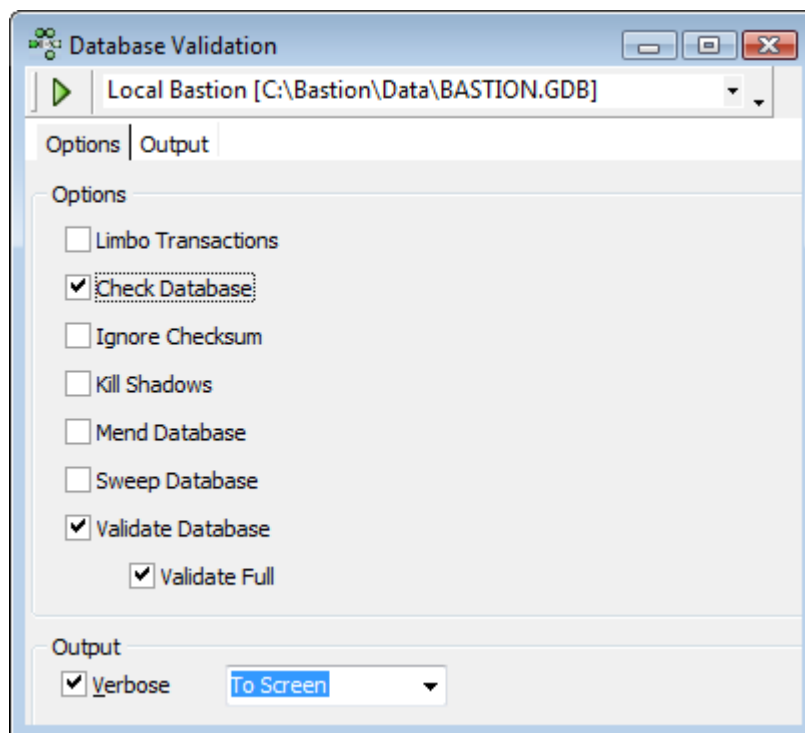 Database Validation
Local Bastion [C:\Bastion\Data\BASTION.GDB]
Options Output
Options
Limbo Transactions
Check Database
Ignore Checksum
Kill Shadows
Mend Database
Sweep Database
Validate Database
Validate Full
Output
Verbose To Screen